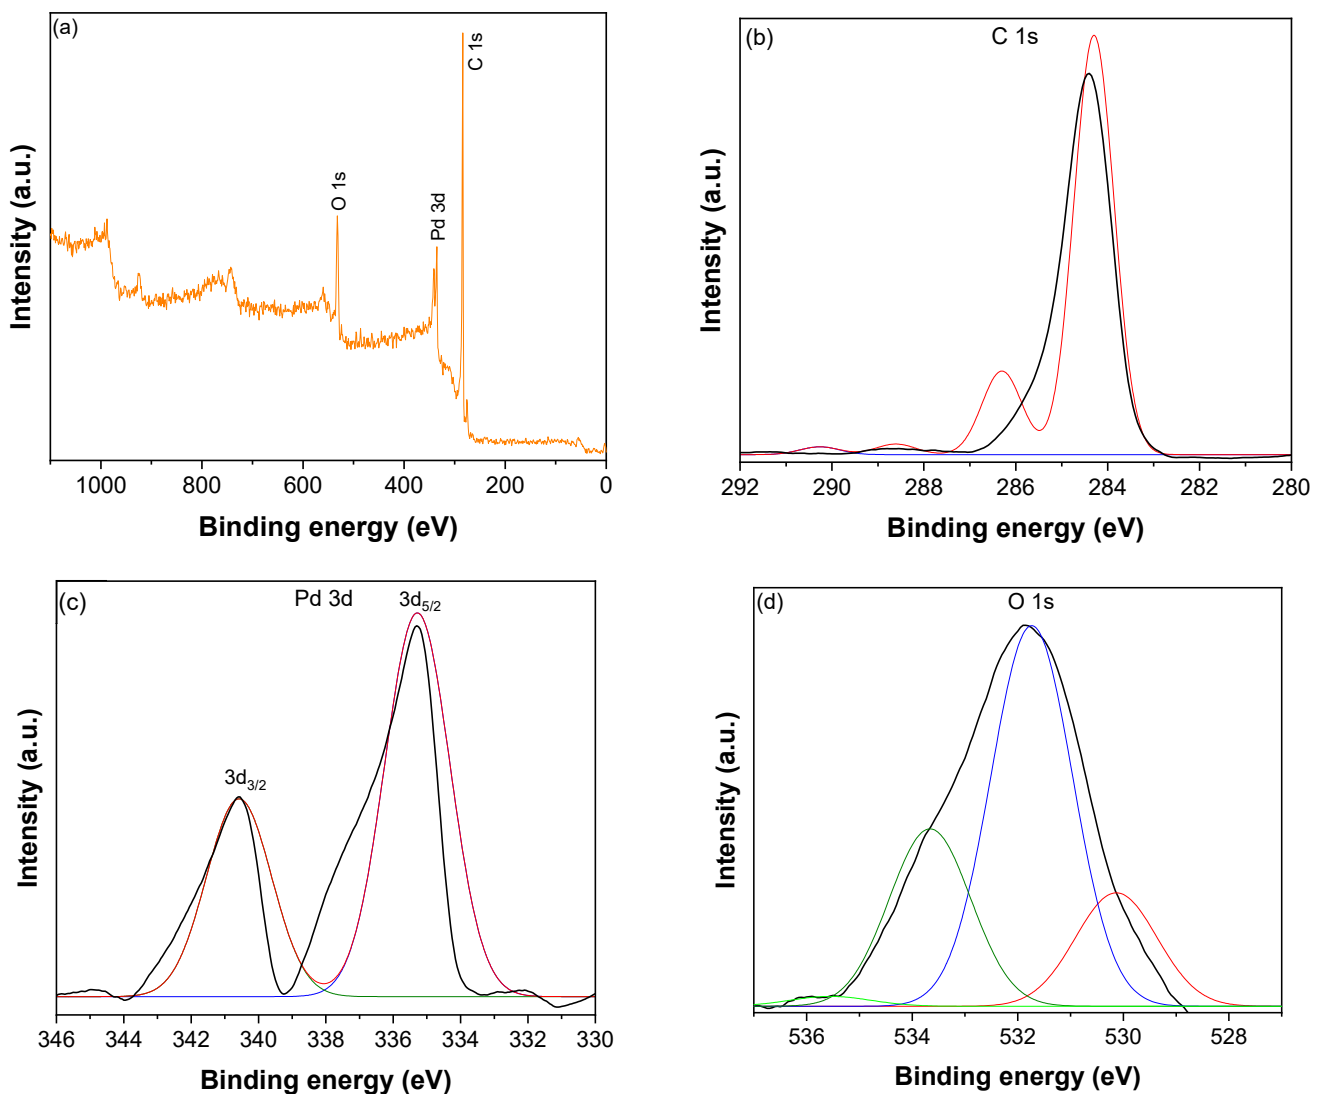 (a)
C 1s
O 1s
Pd 3d
Intensity (a.u.)
1000 800 600 400 200 0
Binding energy (eV)
(b)
C 1s
Intensity (a.u.)
292 290 288 286 284 282 280
Binding energy (eV)
(c)
Pd 3d
3d5/2
3d3/2
Intensity (a.u.)
346 344 342 340 338 336 334 332 330
Binding energy (eV)
(d)
O 1s
Intensity (a.u.)
536 534 532 530 528
Binding energy (eV)